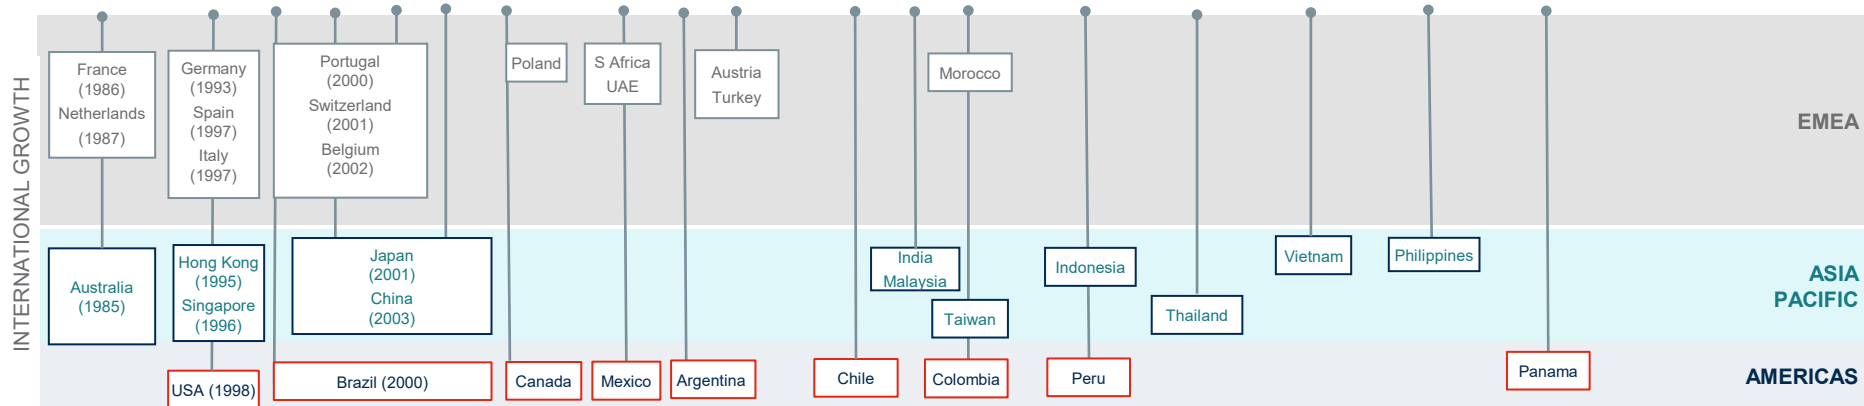 INTERNATIONAL GROWTH
France
(1986)
Netherlands
(1987)
Germany
(1993)
Spain
(1997)
Italy
(1997)
Portugal
(2000)
Switzerland
(2001)
Belgium
(2002)
Poland
S Africa
UAE
Austria
Turkey
Morocco
EMEA
Australia
(1985)
Hong Kong
(1995)
Singapore
(1996)
Japan
(2001)
China
(2003)
India
Malaysia
Taiwan
Indonesia
Thailand
Vietnam
Philippines
ASIA
PACIFIC
USA (1998)
Brazil (2000)
Canada
Mexico
Argentina
Chile
Colombia
Peru
Panama
AMERICAS